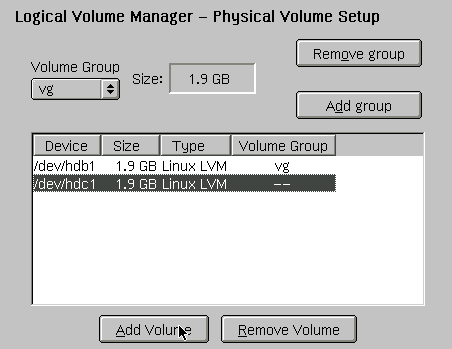 Logical Volume Manager – Physical Volume Setup
Remove group
Volume Group
vg
Size:
1.9 GB
Add group
Device Size Type Volume Group
/dev/hdb1 1.9 GB Linux LVM vg
/dev/hdc1 1.9 GB Linux LVM --
Add Volume Remove Volume